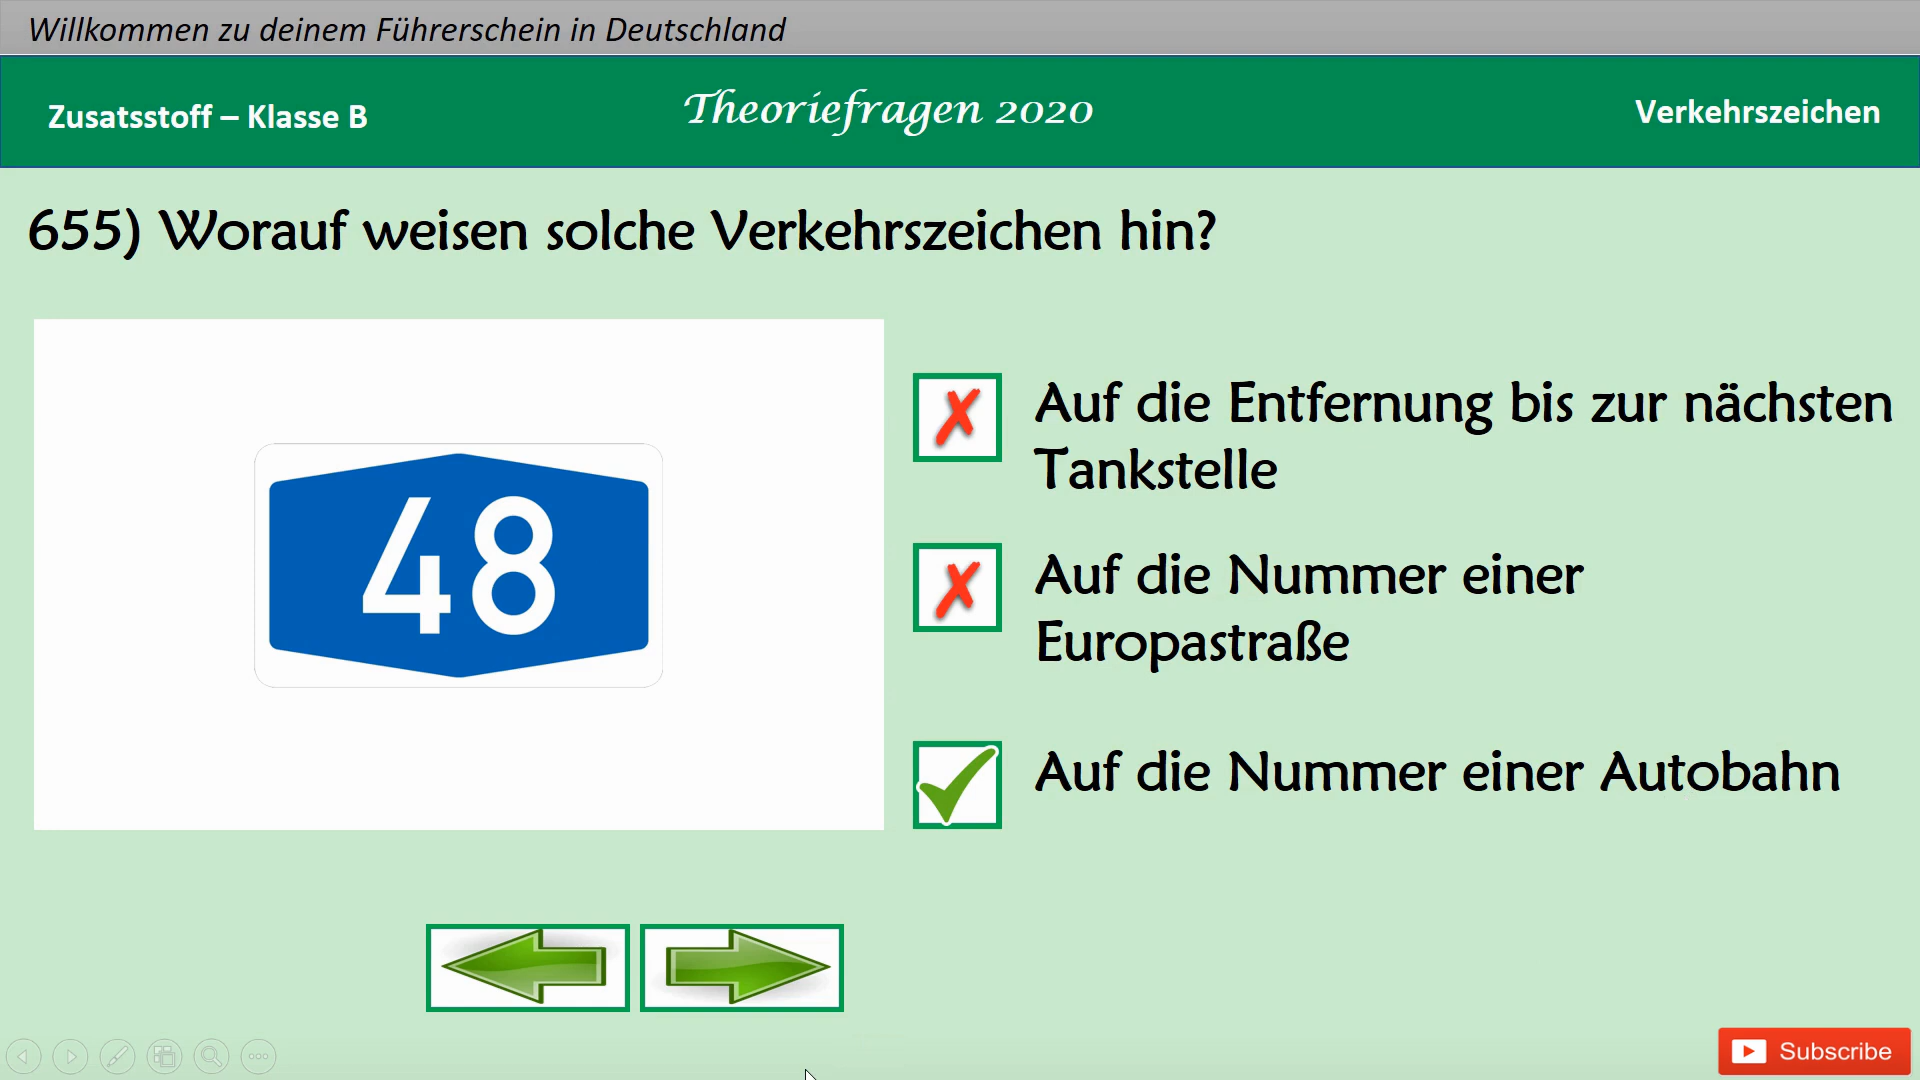 Willkommen zu deinem Führerschein in Deutschland
Zusatsstoff – Klasse B
Theoriefragen 2020
Verkehrszeichen
655) Worauf weisen solche Verkehrszeichen hin?
48
Auf die Entfernung bis zur nächsten
Tankstelle
Auf die Nummer einer
Europastraße
Auf die Nummer einer Autobahn
Subscribe